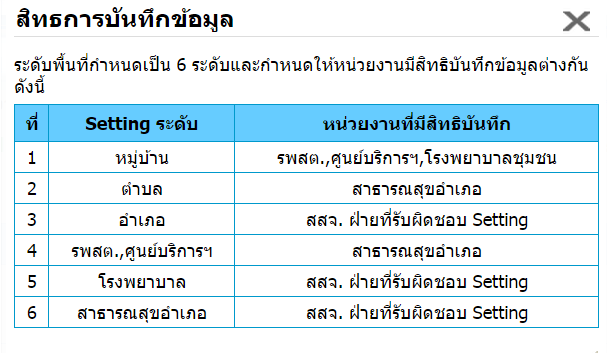 สิทธการบันทึกข้อมูล
ระดับพื้นที่กำหนดเป็น 6 ระดับและกำหนดให้หน่วยงานมีสิทธิบันทึกข้อมูลต่างกัน
ดังนี้
ที่ Setting ระดับ หน่วยงานที่มีสิทธิบันทึก
1 หมู่บ้าน รพสต.,ศูนย์บริการฯ,โรงพยาบาลชุมชน
2 ตำบล สาธารณสุขอำเภอ
3 อำเภอ สสจ. ฝ่ายที่รับผิดชอบ Setting
4 รพสต.,ศูนย์บริการฯ สาธารณสุขอำเภอ
5 โรงพยาบาล สสจ. ฝ่ายที่รับผิดชอบ Setting
6 สาธารณสุขอำเภอ สสจ. ฝ่ายที่รับผิดชอบ Setting